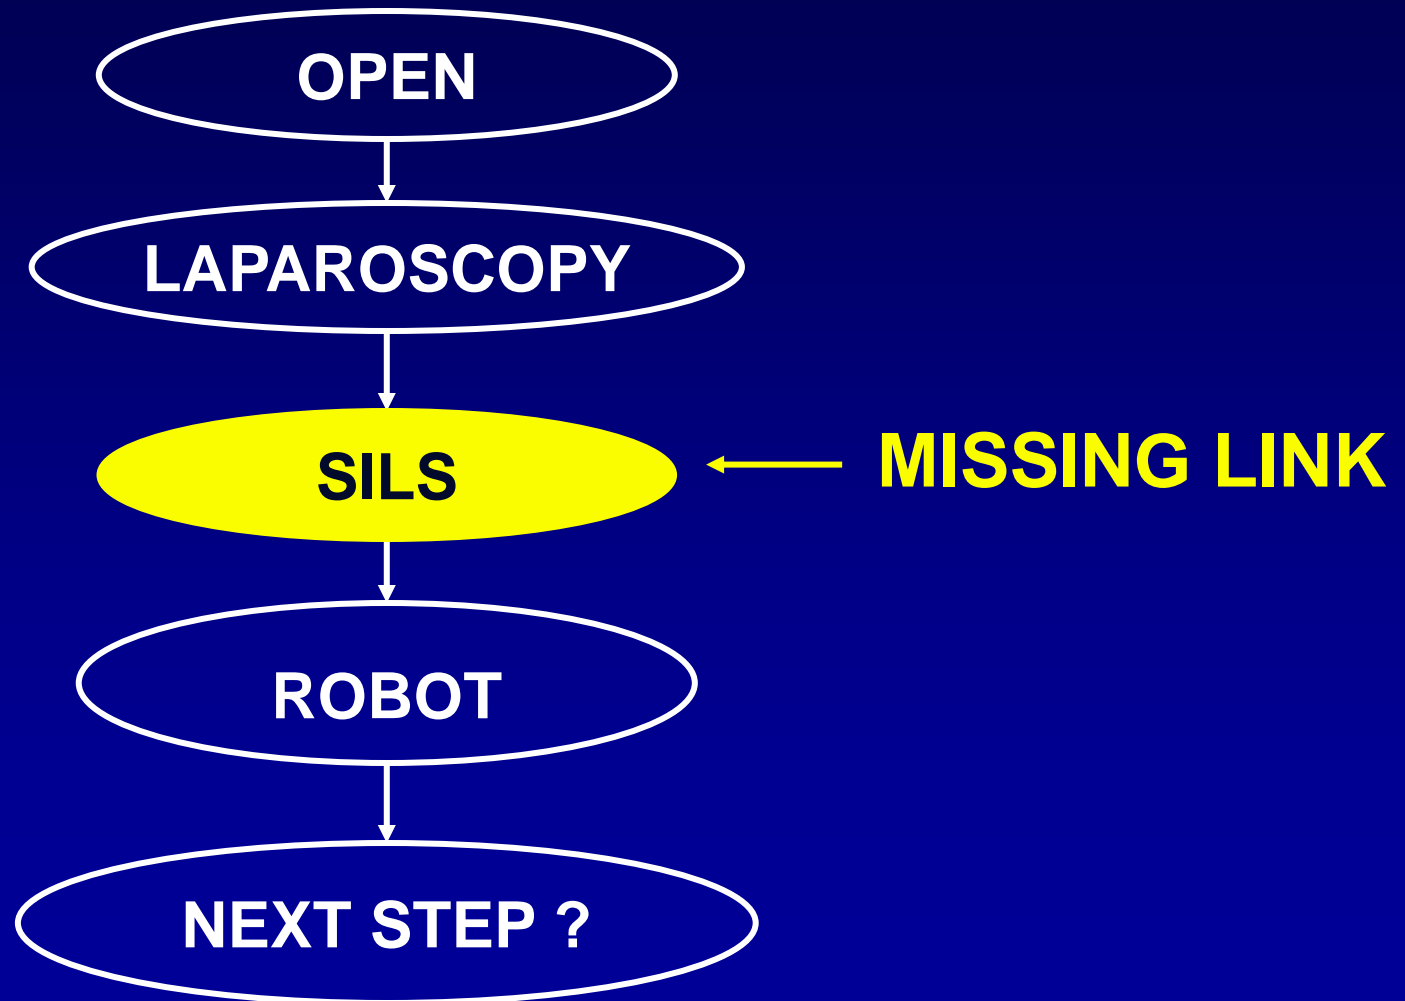 OPEN
LAPAROSCOPY
SILS
MISSING LINK
ROBOT
NEXT STEP ?